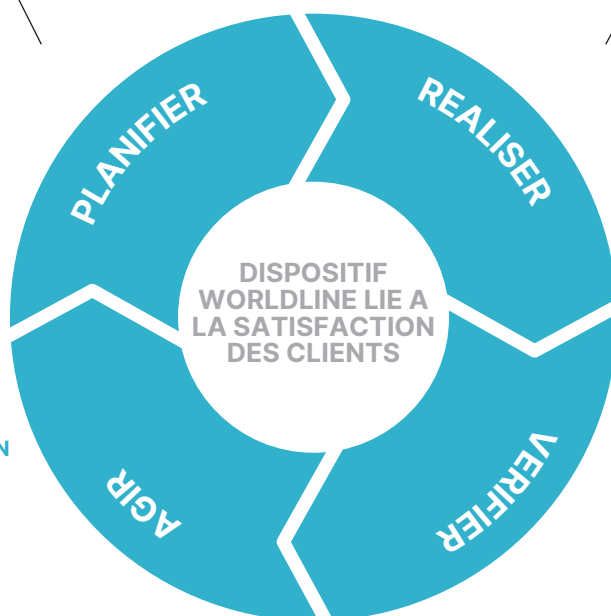 PLANIFIER
REALISER
DISPOSITIF
WORLDLINE LIE A
LA SATISFACTION
DES CLIENTS
N
AGIR
VERIFIER